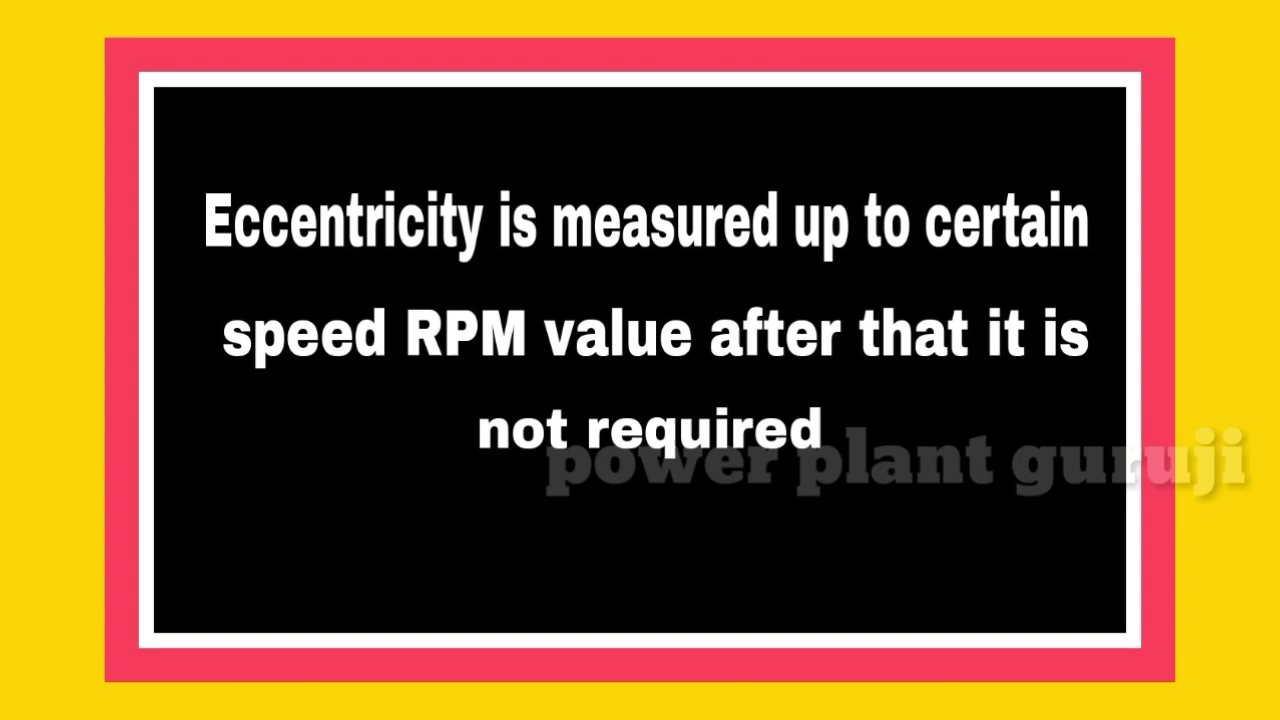 Eccentricity is measured up to certain
speed RPM value after that it is
not required
power plant guruji